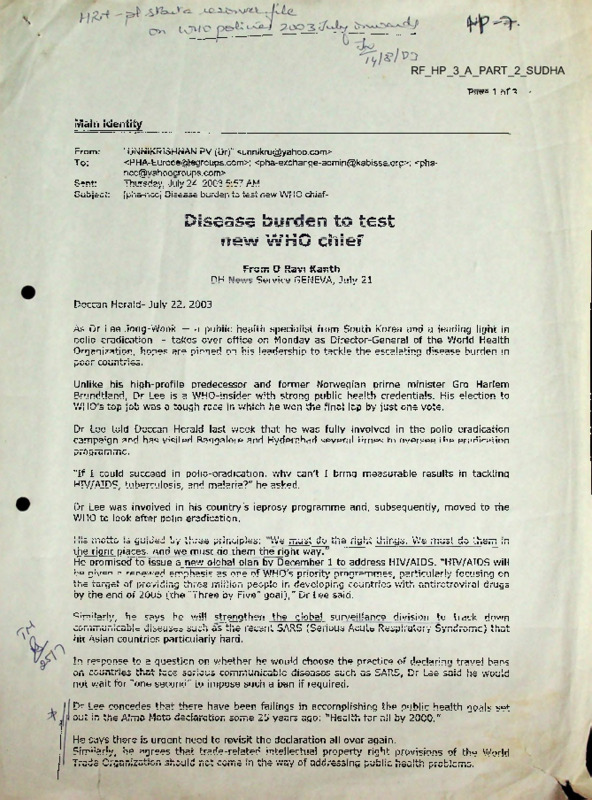 on WHO policies 2003 July onwards
HP-7.
14/8/03
RF_HP_3_A_PART_2_SUDHA
Page 1 of 3
Main Identity
From: "UNNIKRISHNAN PV (Dr)" <unnikru@yahoo.com>
To: <PHA-Europe@egroups.com>; <pha-exchange-admin@kabissa.org>; <pha-
ncc@yahoogroups.com>
Sent: Thursday, July 24, 2003 5:57 AM
Subject: [pha-ncc] Disease burden to test new WHO chief-
Disease burden to test
new WHO chief
From D Ravi Kanth
DH News Service GENEVA, July 21
Deccan Herald- July 22, 2003
As Dr Lee Jong-Wook — a public health specialist from South Korea and a leading light in
polio eradication – takes over office on Monday as Director-General of the World Health
Organization, hopes are pinned on his leadership to tackle the escalating disease burden in
poor countries.
Unlike his high-profile predecessor and former Norwegian prime minister Gro Harlem
Brundtland, Dr Lee is a WHO-insider with strong public health credentials. His election to
WHO's top job was a tough race in which he won the final lap by just one vote.
Dr Lee told Deccan Herald last week that he was fully involved in the polio eradication
campaign and has visited Bangalore and Hyderabad several times to oversee the eradication
programme.
"If I could succeed in polio-eradication, why can't I bring measurable results in tackling
HIV/AIDS, tuberculosis, and malaria?" he asked.
Dr Lee was involved in his country's leprosy programme and, subsequently, moved to the
WHO to look after polio eradication.
His motto is guided by three principles: "We must do the right things. We must do them in
the right places. And we must do them the right way."
He promised to issue a new global plan by December 1 to address HIV/AIDS. "HIV/AIDS will
be given a renewed emphasis as one of WHO's priority programmes, particularly focusing on
the target of providing three million people in developing countries with antiretroviral drugs
by the end of 2005 (the "Three by Five" goal)," Dr Lee said.
Similarly, he says he will strengthen the global surveillance division to track down
communicable diseases such as the recent SARS (Serious Acute Respiratory Syndrome) that
hit Asian countries particularly hard.
In response to a question on whether he would choose the practice of declaring travel bans
on countries that face serious communicable diseases such as SARS, Dr Lee said he would
not wait for "one second" to impose such a ban if required.
Dr Lee concedes that there have been failings in accomplishing the public health goals set
out in the Alma Mata declaration some 25 years ago: "Health for all by 2000."
He says there is urgent need to revisit the declaration all over again.
Similarly, he agrees that trade-related intellectual property right provisions of the World
Trade Organization should not come in the way of addressing public health problems.